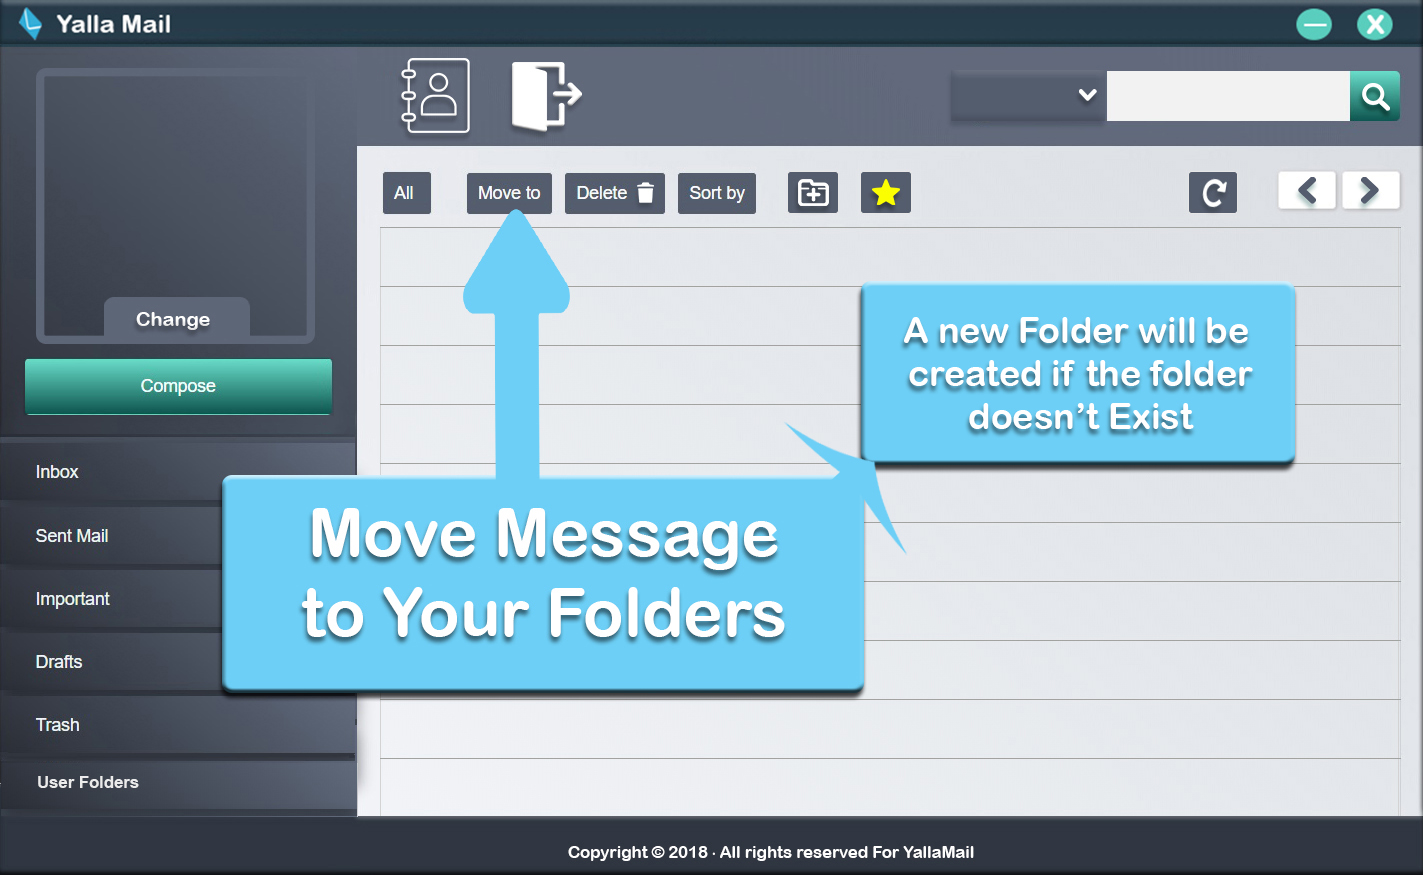 Yalla Mail
Change
Compose
Inbox
Sent Mail
Important
Drafts
Trash
User Folders
All
Move to
Delete
Sort by
A new Folder will be
created if the folder
doesn't Exist
Move Message
to Your Folders
Copyright © 2018 · All rights reserved For YallaMail